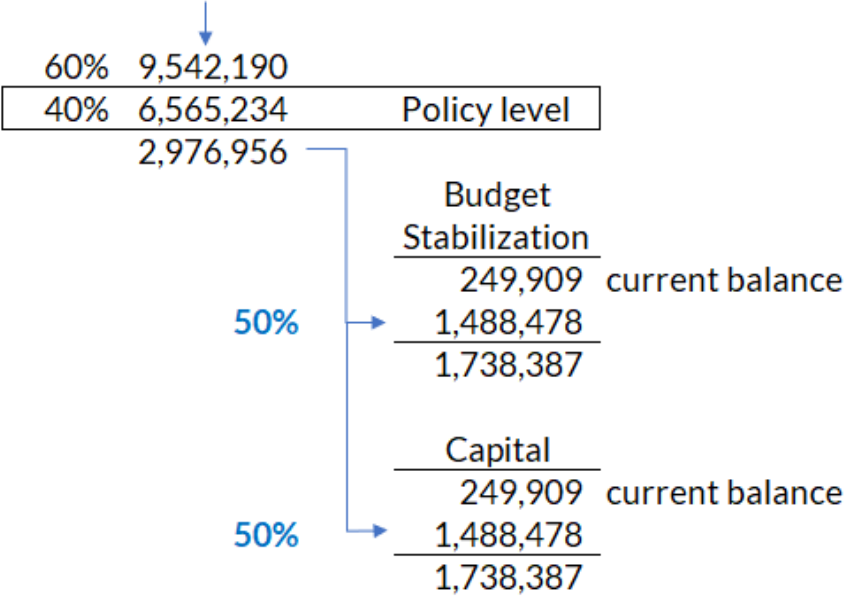 60% 9,542,190
40% 6,565,234 Policy level
2,976,956
Budget
Stabilization
249,909 current balance
50% 1,488,478
1,738,387
Capital
249,909 current balance
50% 1,488,478
1,738,387